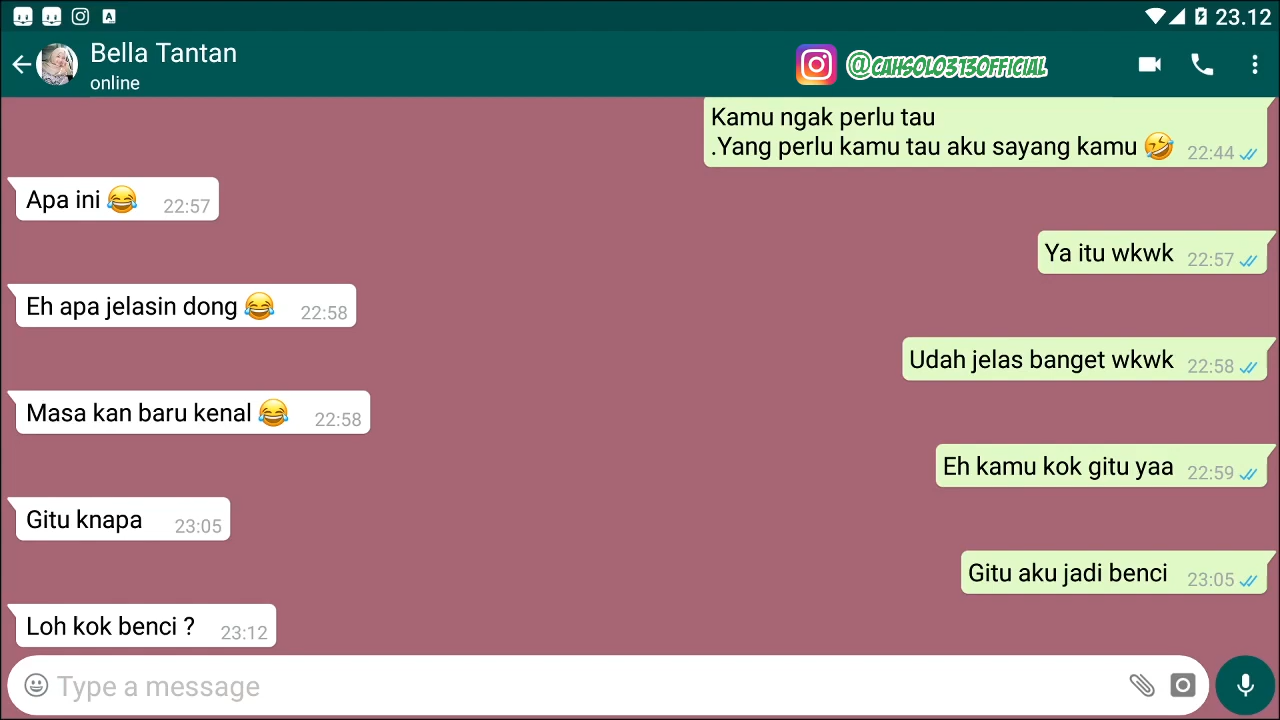 23.12
Bella Tantan
online
@CAHSOLO313OFFICIAL
Kamu ngak perlu tau
.Yang perlu kamu tau aku sayang kamu 🤣 22:44
Apa ini 😂 22:57
Ya itu wkwk 22:57
Eh apa jelasin dong 😂 22:58
Udah jelas banget wkwk 22:58
Masa kan baru kenal 😂 22:58
Eh kamu kok gitu yaa 22:59
Gitu knapa 23:05
Gitu aku jadi benci 23:05
Loh kok benci ? 23:12
Type a message